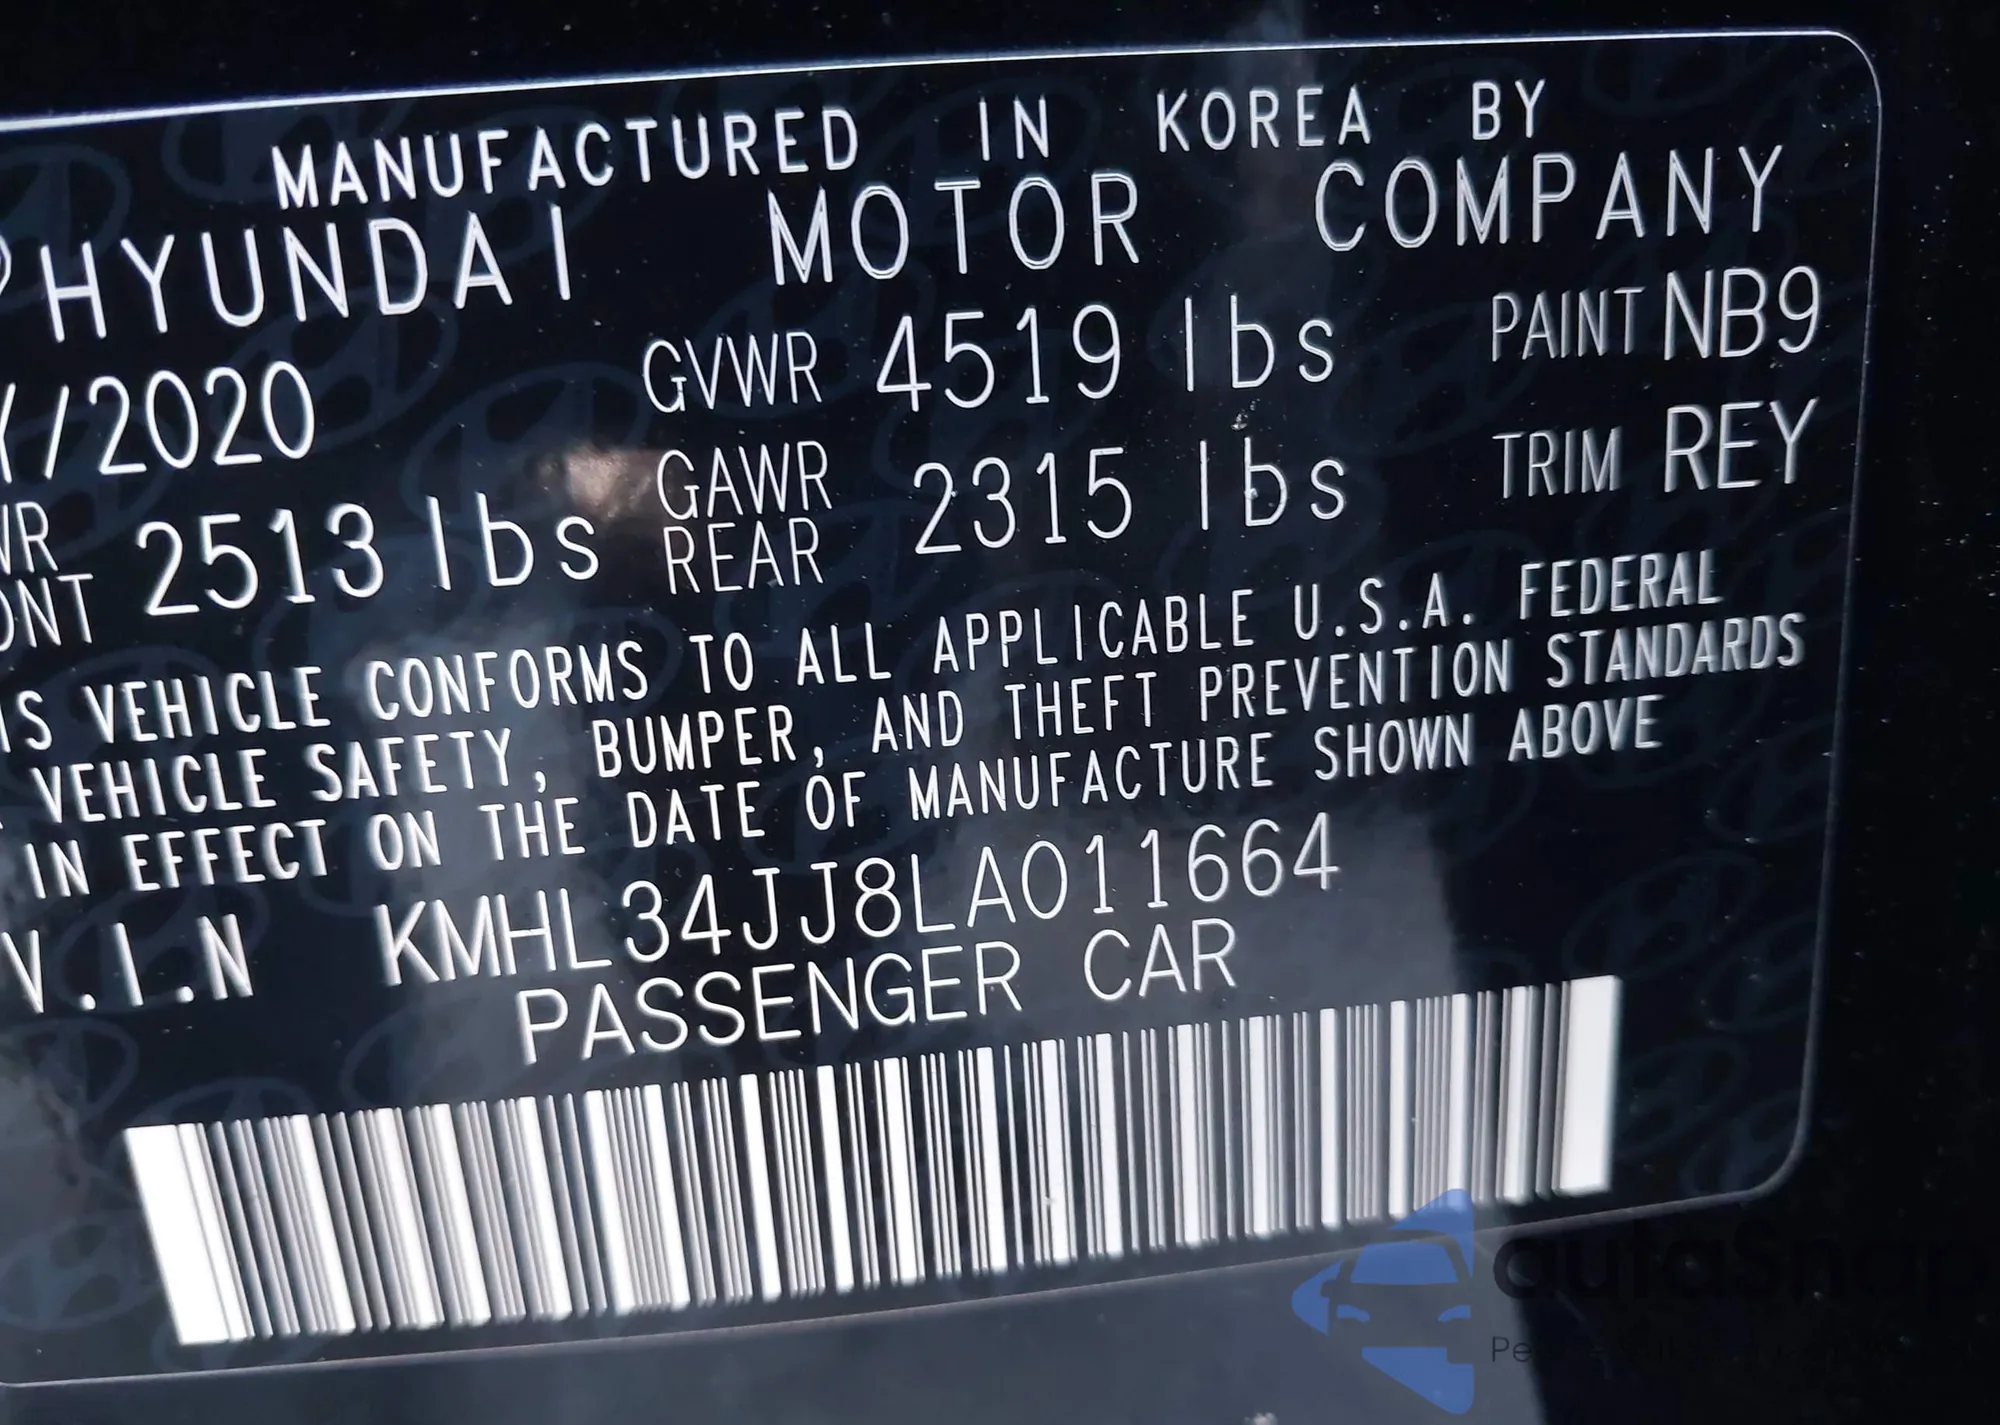 MANUFACTURED IN KOREA BY
HYUNDAI MOTOR COMPANY
/2020 GVWR 4519 lbs PAINT NB9
2513 lbs GAWR REAR 2315 lbs TRIM REY
VEHICLE CONFORMS TO ALL APPLICABLE U.S.A. FEDERAL
VEHICLE SAFETY, BUMPER, AND THEFT PREVENTION STANDARDS
IN EFFECT ON THE DATE OF MANUFACTURE SHOWN ABOVE
V.I.N KMHL34JJ8LA011664
PASSENGER CAR
autoSnap